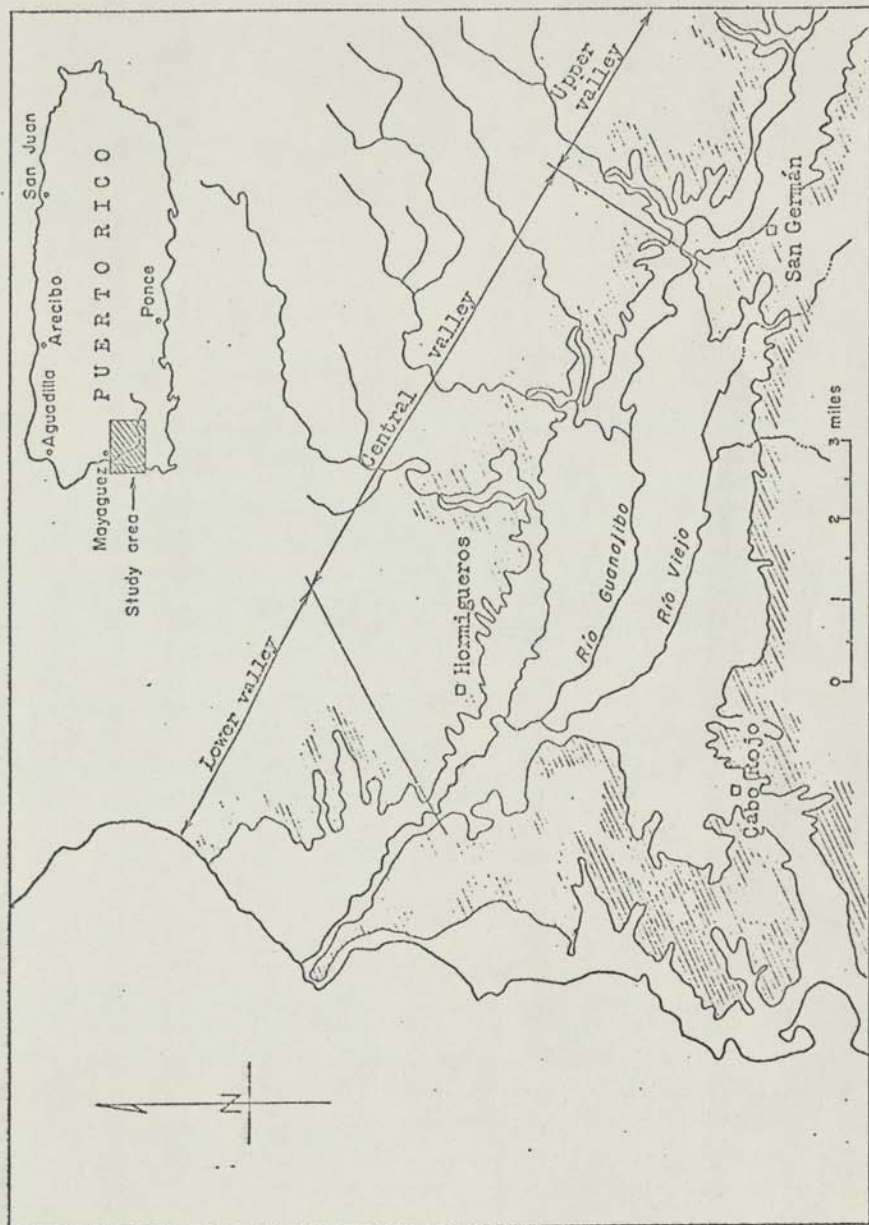 San Juan
Aguadilla
Arecibo
Mayaguez
PUERTO RICO
Ponce
Study area
Lower valley
Central valley
Upper valley
N
Hormigueros
Río Guanajibo
Río Viejo
San Germán
Cabo Rojo
0 1 2 3 miles